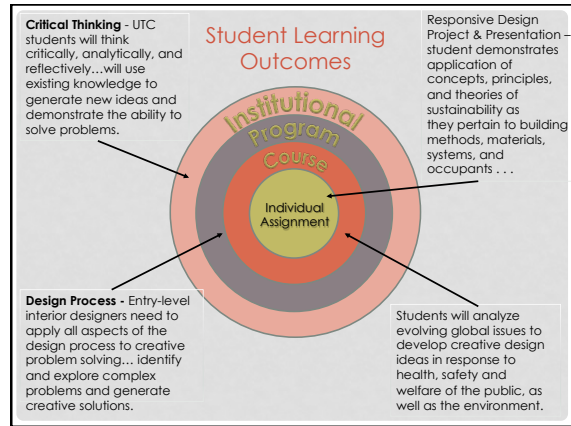 Critical Thinking - UTC
students will think
critically, analytically, and
reflectively…will use
existing knowledge to
generate new ideas and
demonstrate the ability to
solve problems.
Student Learning
Outcomes
Responsive Design
Project & Presentation –
student demonstrates
application of
concepts, principles,
and theories of
sustainability as
they pertain to building
methods, materials,
systems, and
occupants . . .
Institutional
Program
Course
Individual
Assignment
Design Process - Entry-level
interior designers need to
apply all aspects of the
design process to creative
problem solving… identify
and explore complex
problems and generate
creative solutions.
Students will analyze
evolving global issues to
develop creative design
ideas in response to
health, safety and
welfare of the public, as
well as the environment.